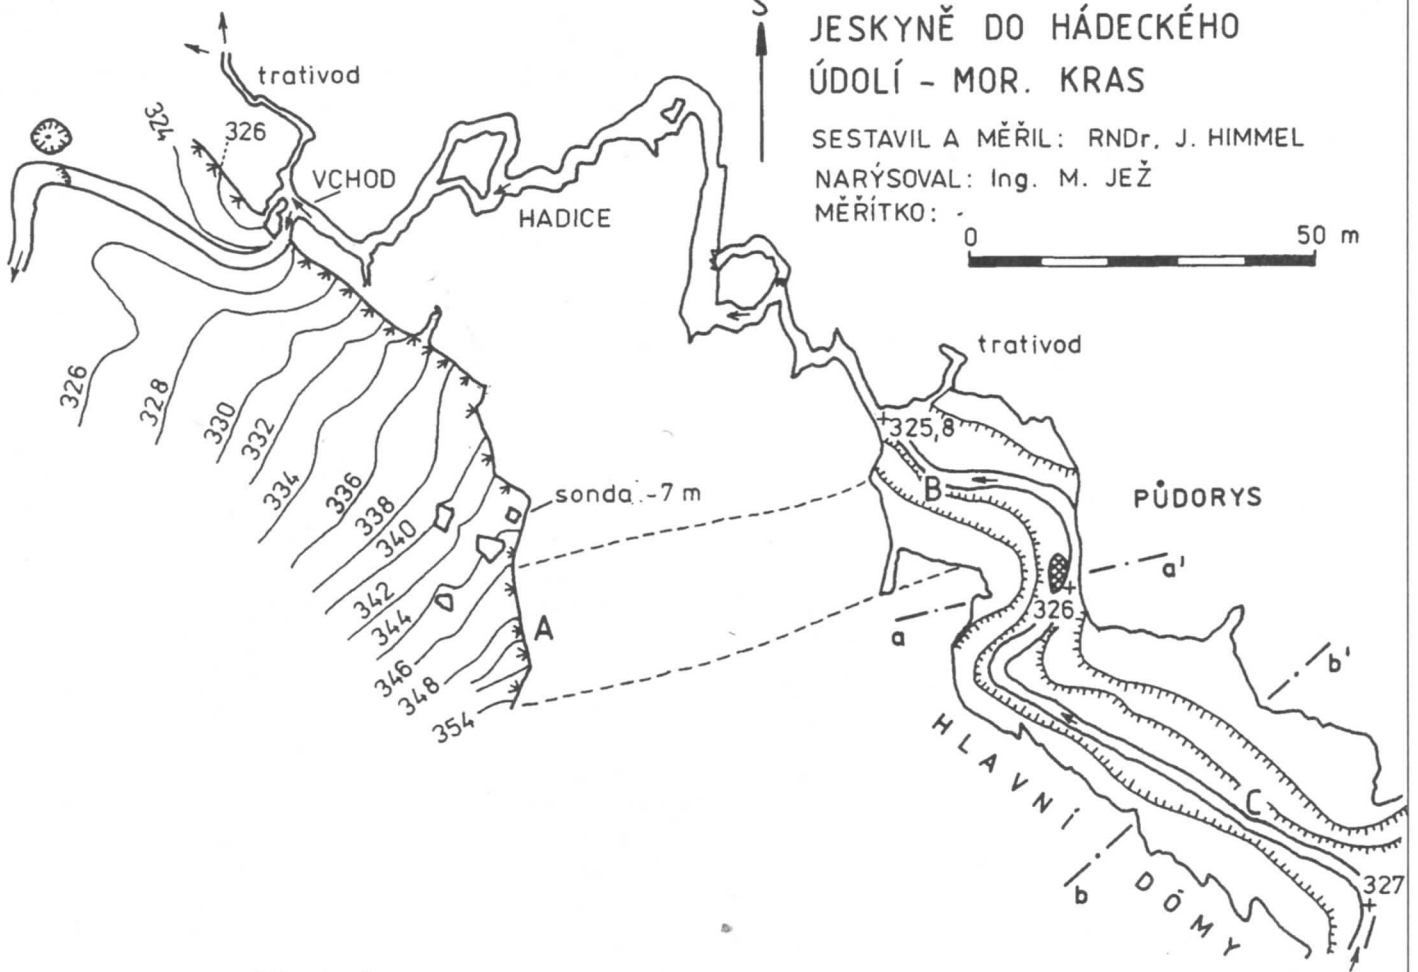 S
JESKYNĚ DO HÁDECKÉHO
ÚDOLÍ - MOR. KRAS
SESTAVIL A MĚŘIL: RNDr. J. HIMMEL
NARÝSOVAL: Ing. M. JEŽ
MĚŘÍTKO:
0 50 m
trativod
324
326
VCHOD
HADICE
trativod
326
328
330
332
334
336
338
340
342
344
346
348
354
325,8
B
sonda -7 m
PŮDORYS
a'
326
A
a
b'
HLAVNÍ
C
b
DÓMY
327